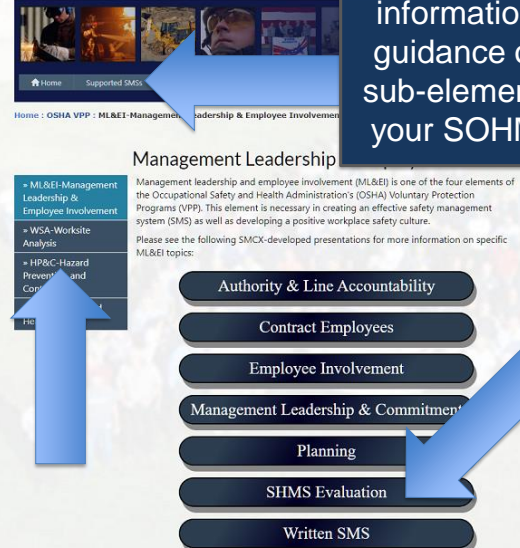 informatio
guidance
sub-elemen
your SOHM
Home Supported SMSs
Home : OSHA VPP : ML&EI-Management Leadership & Employee Involvemen
Management Leadership
» ML&EI-Management
Leadership &
Employee Involvement
» WSA-Worksite
Analysis
» HP&C-Hazard
Prevention and
Con
Management leadership and employee involvement (ML&EI) is one of the four elements of
the Occupational Safety and Health Administration's (OSHA) Voluntary Protection
Programs (VPP). This element is necessary in creating an effective safety management
system (SMS) as well as developing a positive workplace safety culture.
Please see the following SMCX-developed presentations for more information on specific
ML&EI topics:
Authority & Line Accountability
Contract Employees
Employee Involvement
Management Leadership & Commitment
Planning
SHMS Evaluation
Written SMS